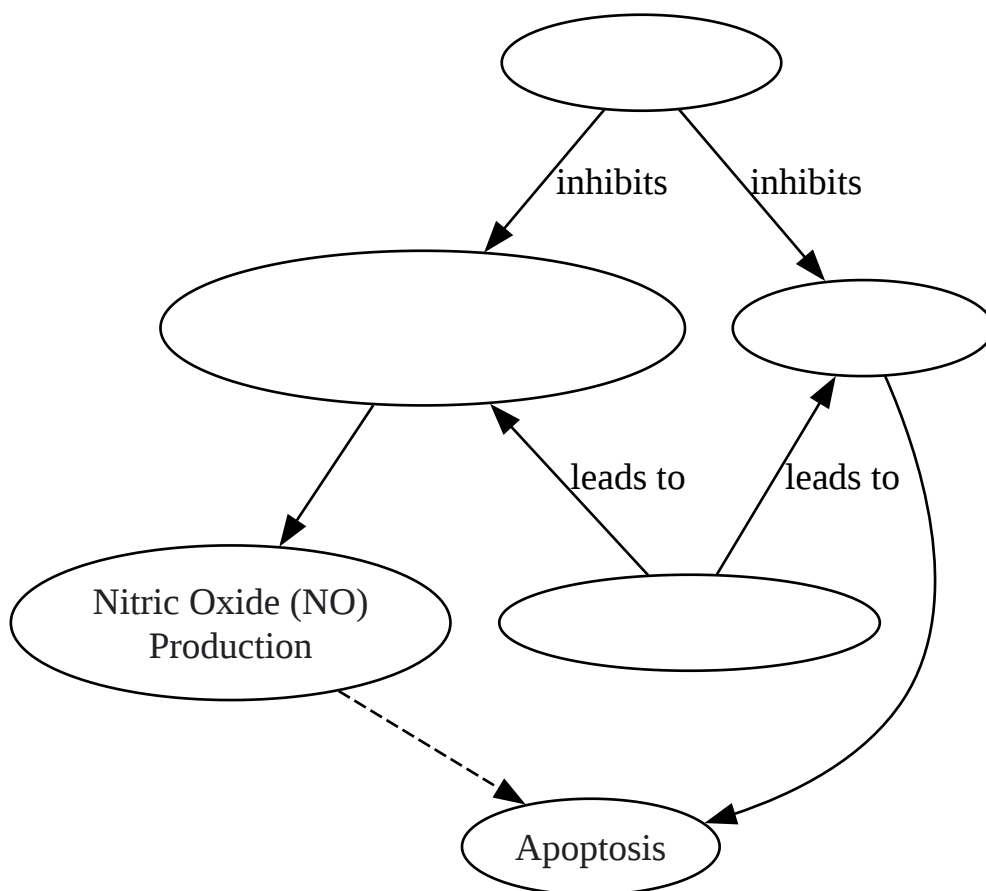 inhibits
inhibits
leads to
leads to
Nitric Oxide (NO)
Production
Apoptosis